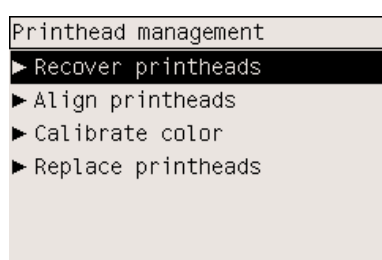 Printhead management
Recover printheads
Align printheads
Calibrate color
Replace printheads